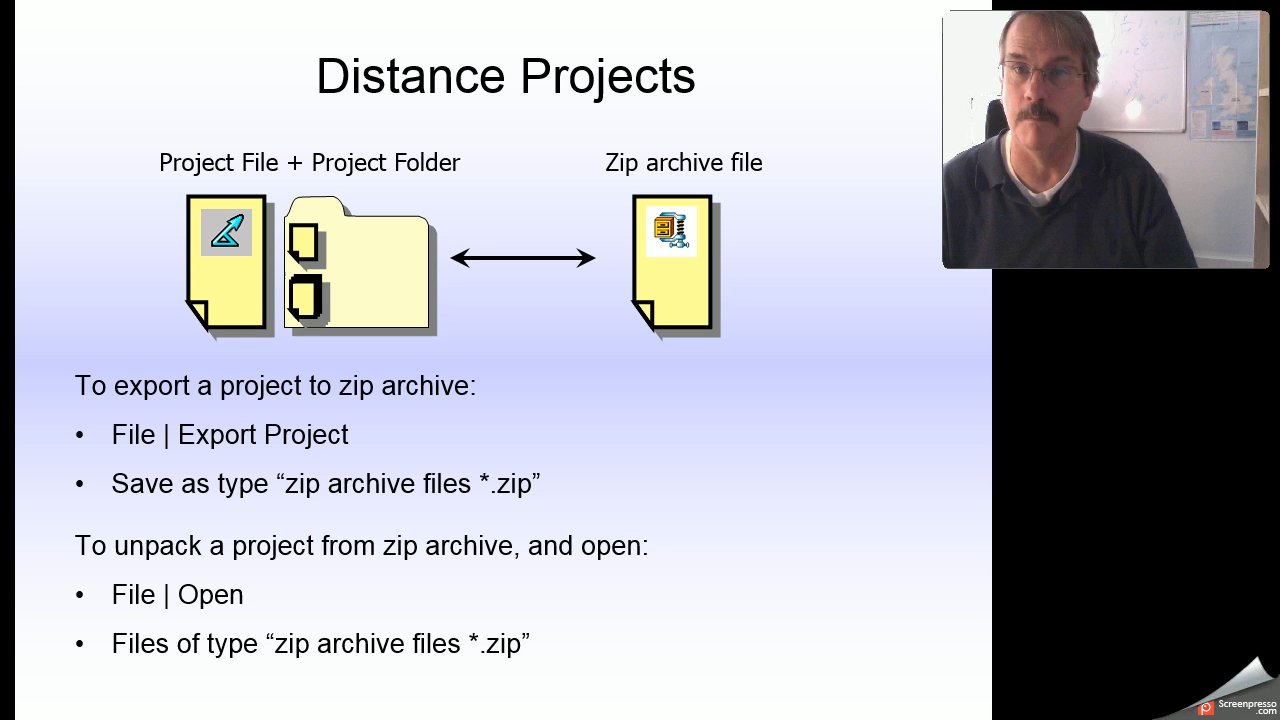 Distance Projects
Project File + Project Folder
Zip archive file
To export a project to zip archive:
• File | Export Project
• Save as type “zip archive files *.zip”
To unpack a project from zip archive, and open:
• File | Open
• Files of type “zip archive files *.zip”
Screenpresso
.com